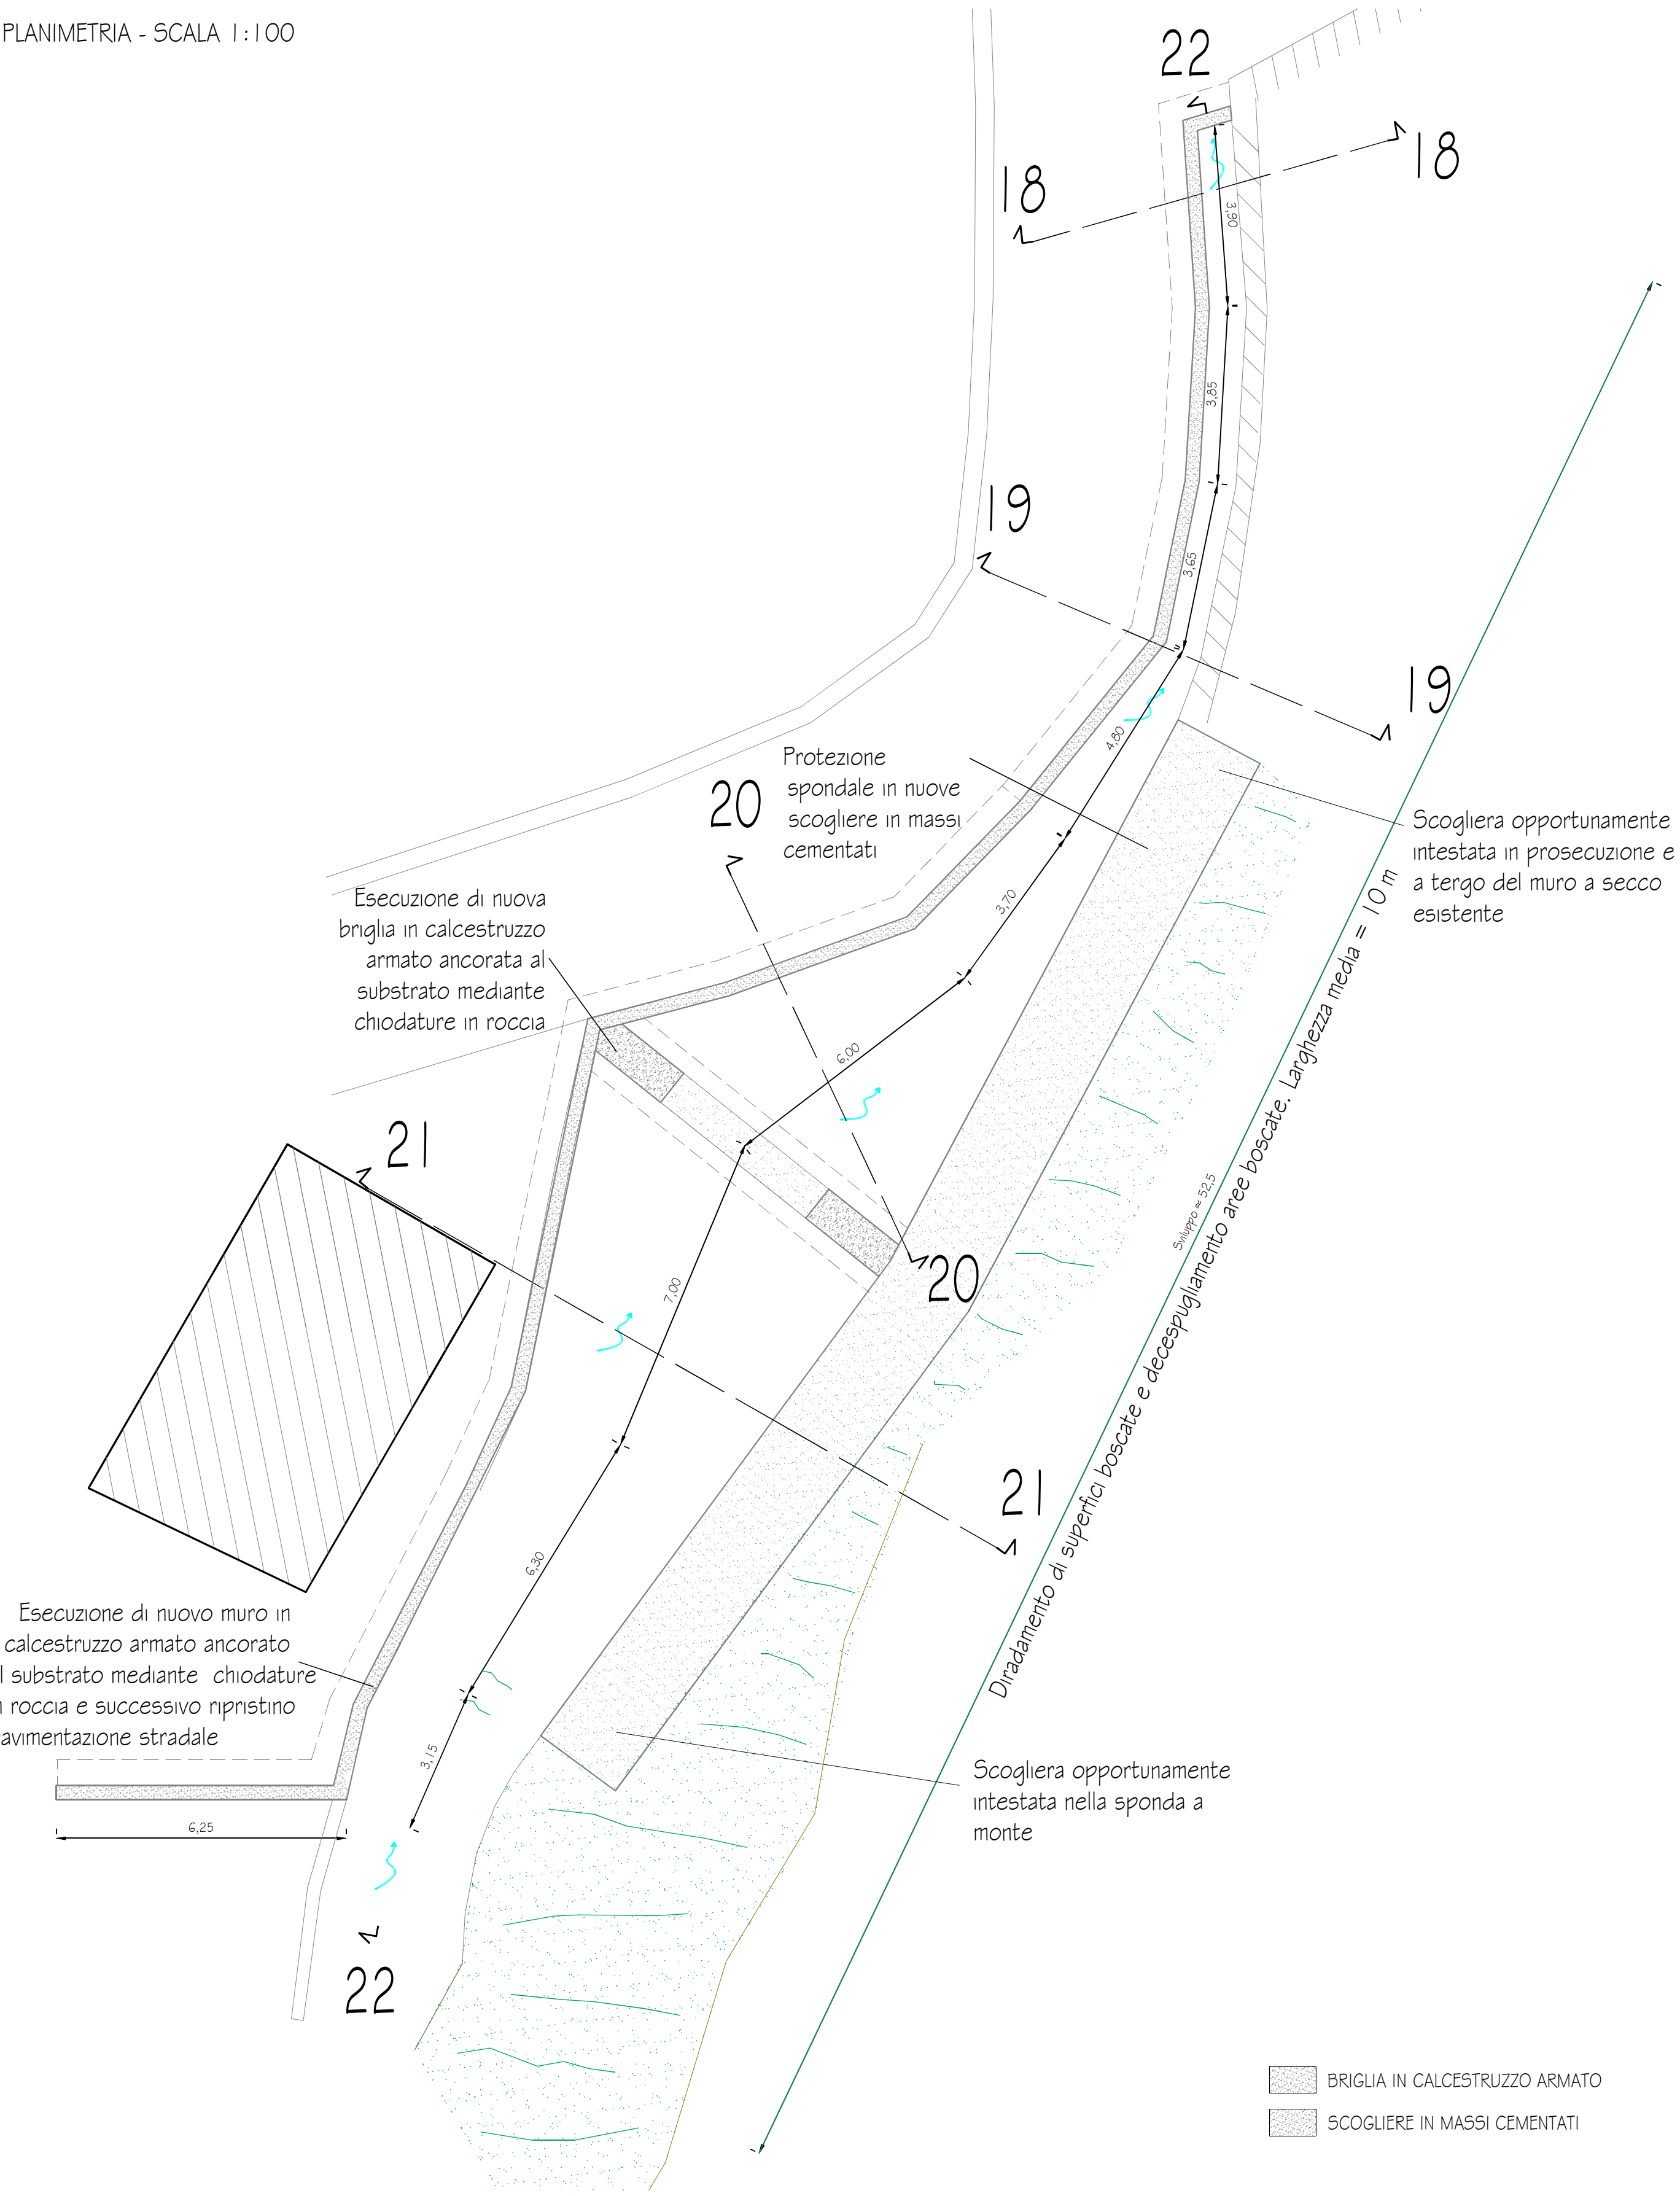 PLANIMETRIA - SCALA 1:100
22
18
18
3,90
3,85
19
3,65
19
4,80
Protezione
spondale in nuove
scogliere in massi
cementati
20
Scogliera opportunamente
intestata in prosecuzione e
a tergo del muro a secco
esistente
Esecuzione di nuova
briglia in calcestruzzo
armato ancorata al
substrato mediante
chiodature in roccia
3,70
6,00
21
20
7,00
Sviluppo ≈ 52,5
Diradamento di superfici boscate e decespugliamento aree boscate. Larghezza media = 10 m
21
6,30
Esecuzione di nuovo muro in
calcestruzzo armato ancorato
l substrato mediante chiodature
roccia e successivo ripristino
avimentazione stradale
3,15
6,25
Scogliera opportunamente
intestata nella sponda a
monte
22
BRIGLIA IN CALCESTRUZZO ARMATO
SCOGLIERE IN MASSI CEMENTATI